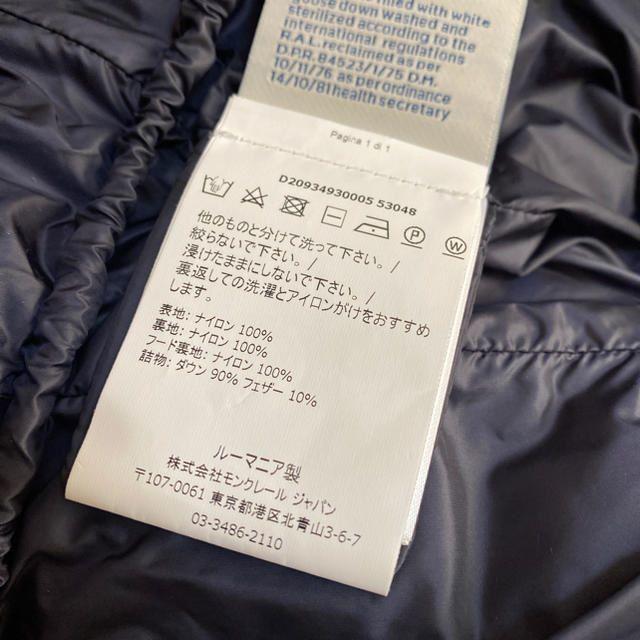 filled with white
goose down washed and
sterilized according to the
international regulations
R.A.L. reclaimed as per
D.P.R. 84523/1/75 D.M.
10/11/76 as per ordinance
14/10/81 health secretary
Pagina 1 di 1
D20934930005 53048
P
W
他のものと分けて洗って下さい。/
絞らないで下さい。/
浸けたままにしないで下さい。/
裏返しての洗濯とアイロンがけをおすすめ
します。
表地: ナイロン 100%
裏地: ナイロン 100%
フード裏地: ナイロン 100%
詰物: ダウン 90% フェザー 10%
ルーマニア製
株式会社モンクレール ジャパン
〒107-0061 東京都港区北青山3-6-7
03-3486-2110